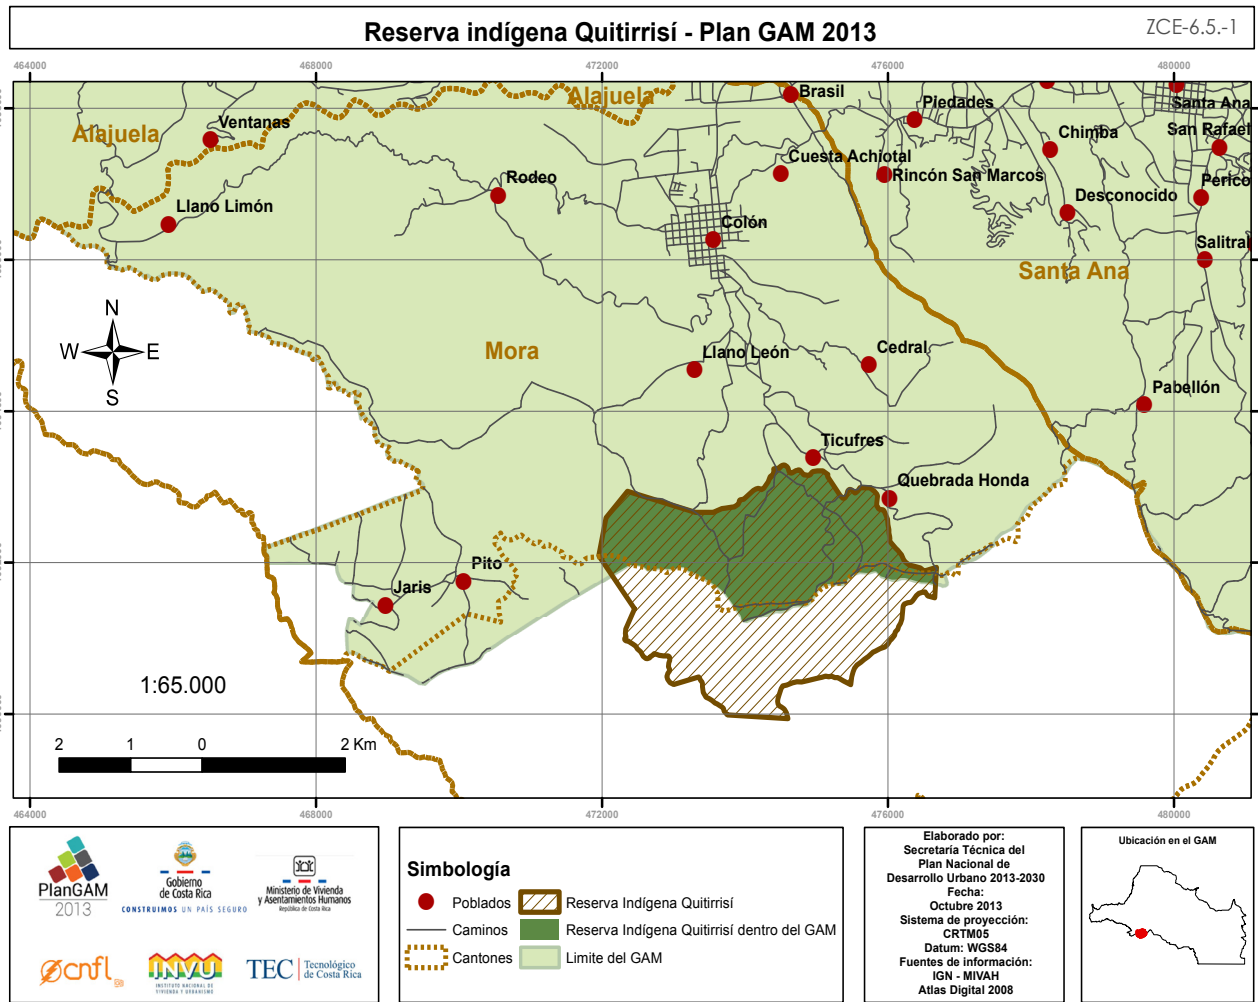 Reserva indígena Quitirrisí - Plan GAM 2013
ZCE-6.5.-1
464000
468000
472000
476000
480000
Alajuela
Alajuela
Ventanas
Brasil
Piedades
Santa Ana
Chimba
San Rafael
Cuesta Achiotal
Rincón San Marcos
Rodeo
Llano Limón
Desconocido
Perico
Colón
Salitral
Santa Ana
N
W
E
S
Mora
Llano León
Cedral
Pabellón
Ticufres
Quebrada Honda
Pito
Jaris
1:65.000
2
1
0
2 Km
464000
468000
472000
476000
480000
PlanGAM
2013
Gobierno
de Costa Rica
CONSTRUIMOS UN PAÍS SEGURO
Ministerio de Vivienda
y Asentamientos Humanos
República de Costa Rica
cnfl
INVU
INSTITUTO NACIONAL DE
VIVIENDA Y URBANISMO
TEC
Tecnológico
de Costa Rica
Simbología
Poblados
Caminos
Cantones
Reserva Indígena Quitirrisí
Reserva Indígena Quitirrisí dentro del GAM
Limite del GAM
Elaborado por:
Secretaría Técnica del
Plan Nacional de
Desarrollo Urbano 2013-2030
Fecha:
Octubre 2013
Sistema de proyección:
CRTM05
Datum: WGS84
Fuentes de información:
IGN - MIVAH
Atlas Digital 2008
Ubicación en el GAM